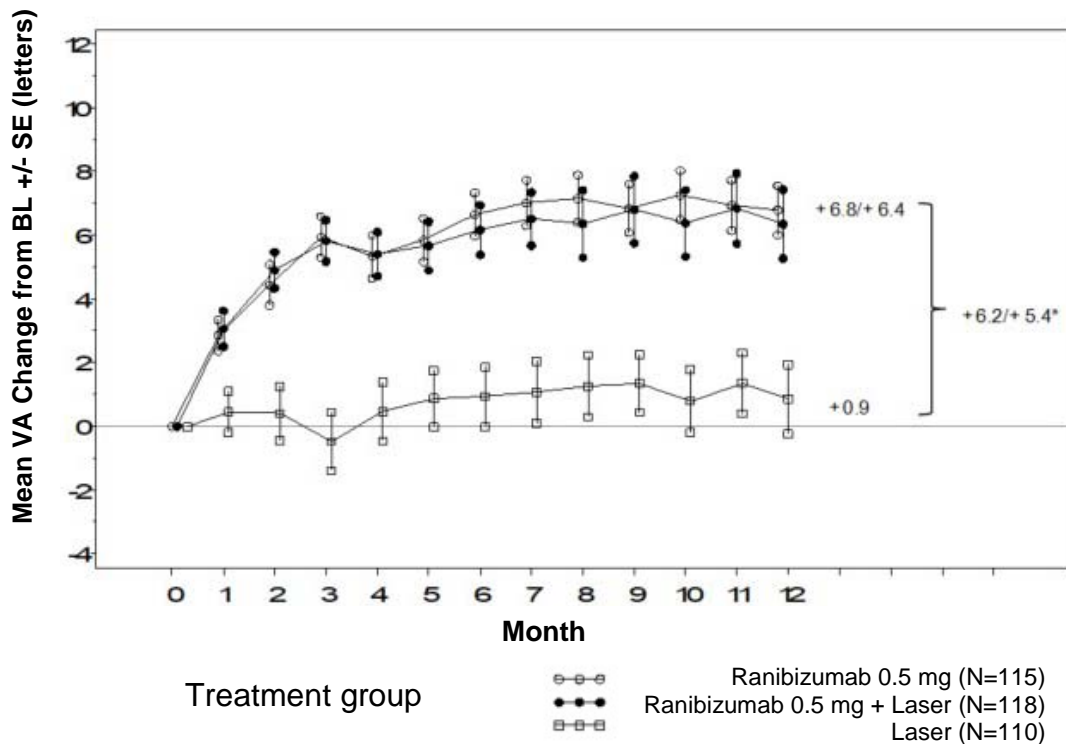 Mean VA Change from BL +/- SE (letters)
12
10
8
6
4
2
0
-2
-4
+6.8/+6.4
+6.2/+5.4*
+0.9
0 1 2 3 4 5 6 7 8 9 10 11 12
Month
Treatment group
Ranibizumab 0.5 mg (N=115)
Ranibizumab 0.5 mg + Laser (N=118)
Laser (N=110)